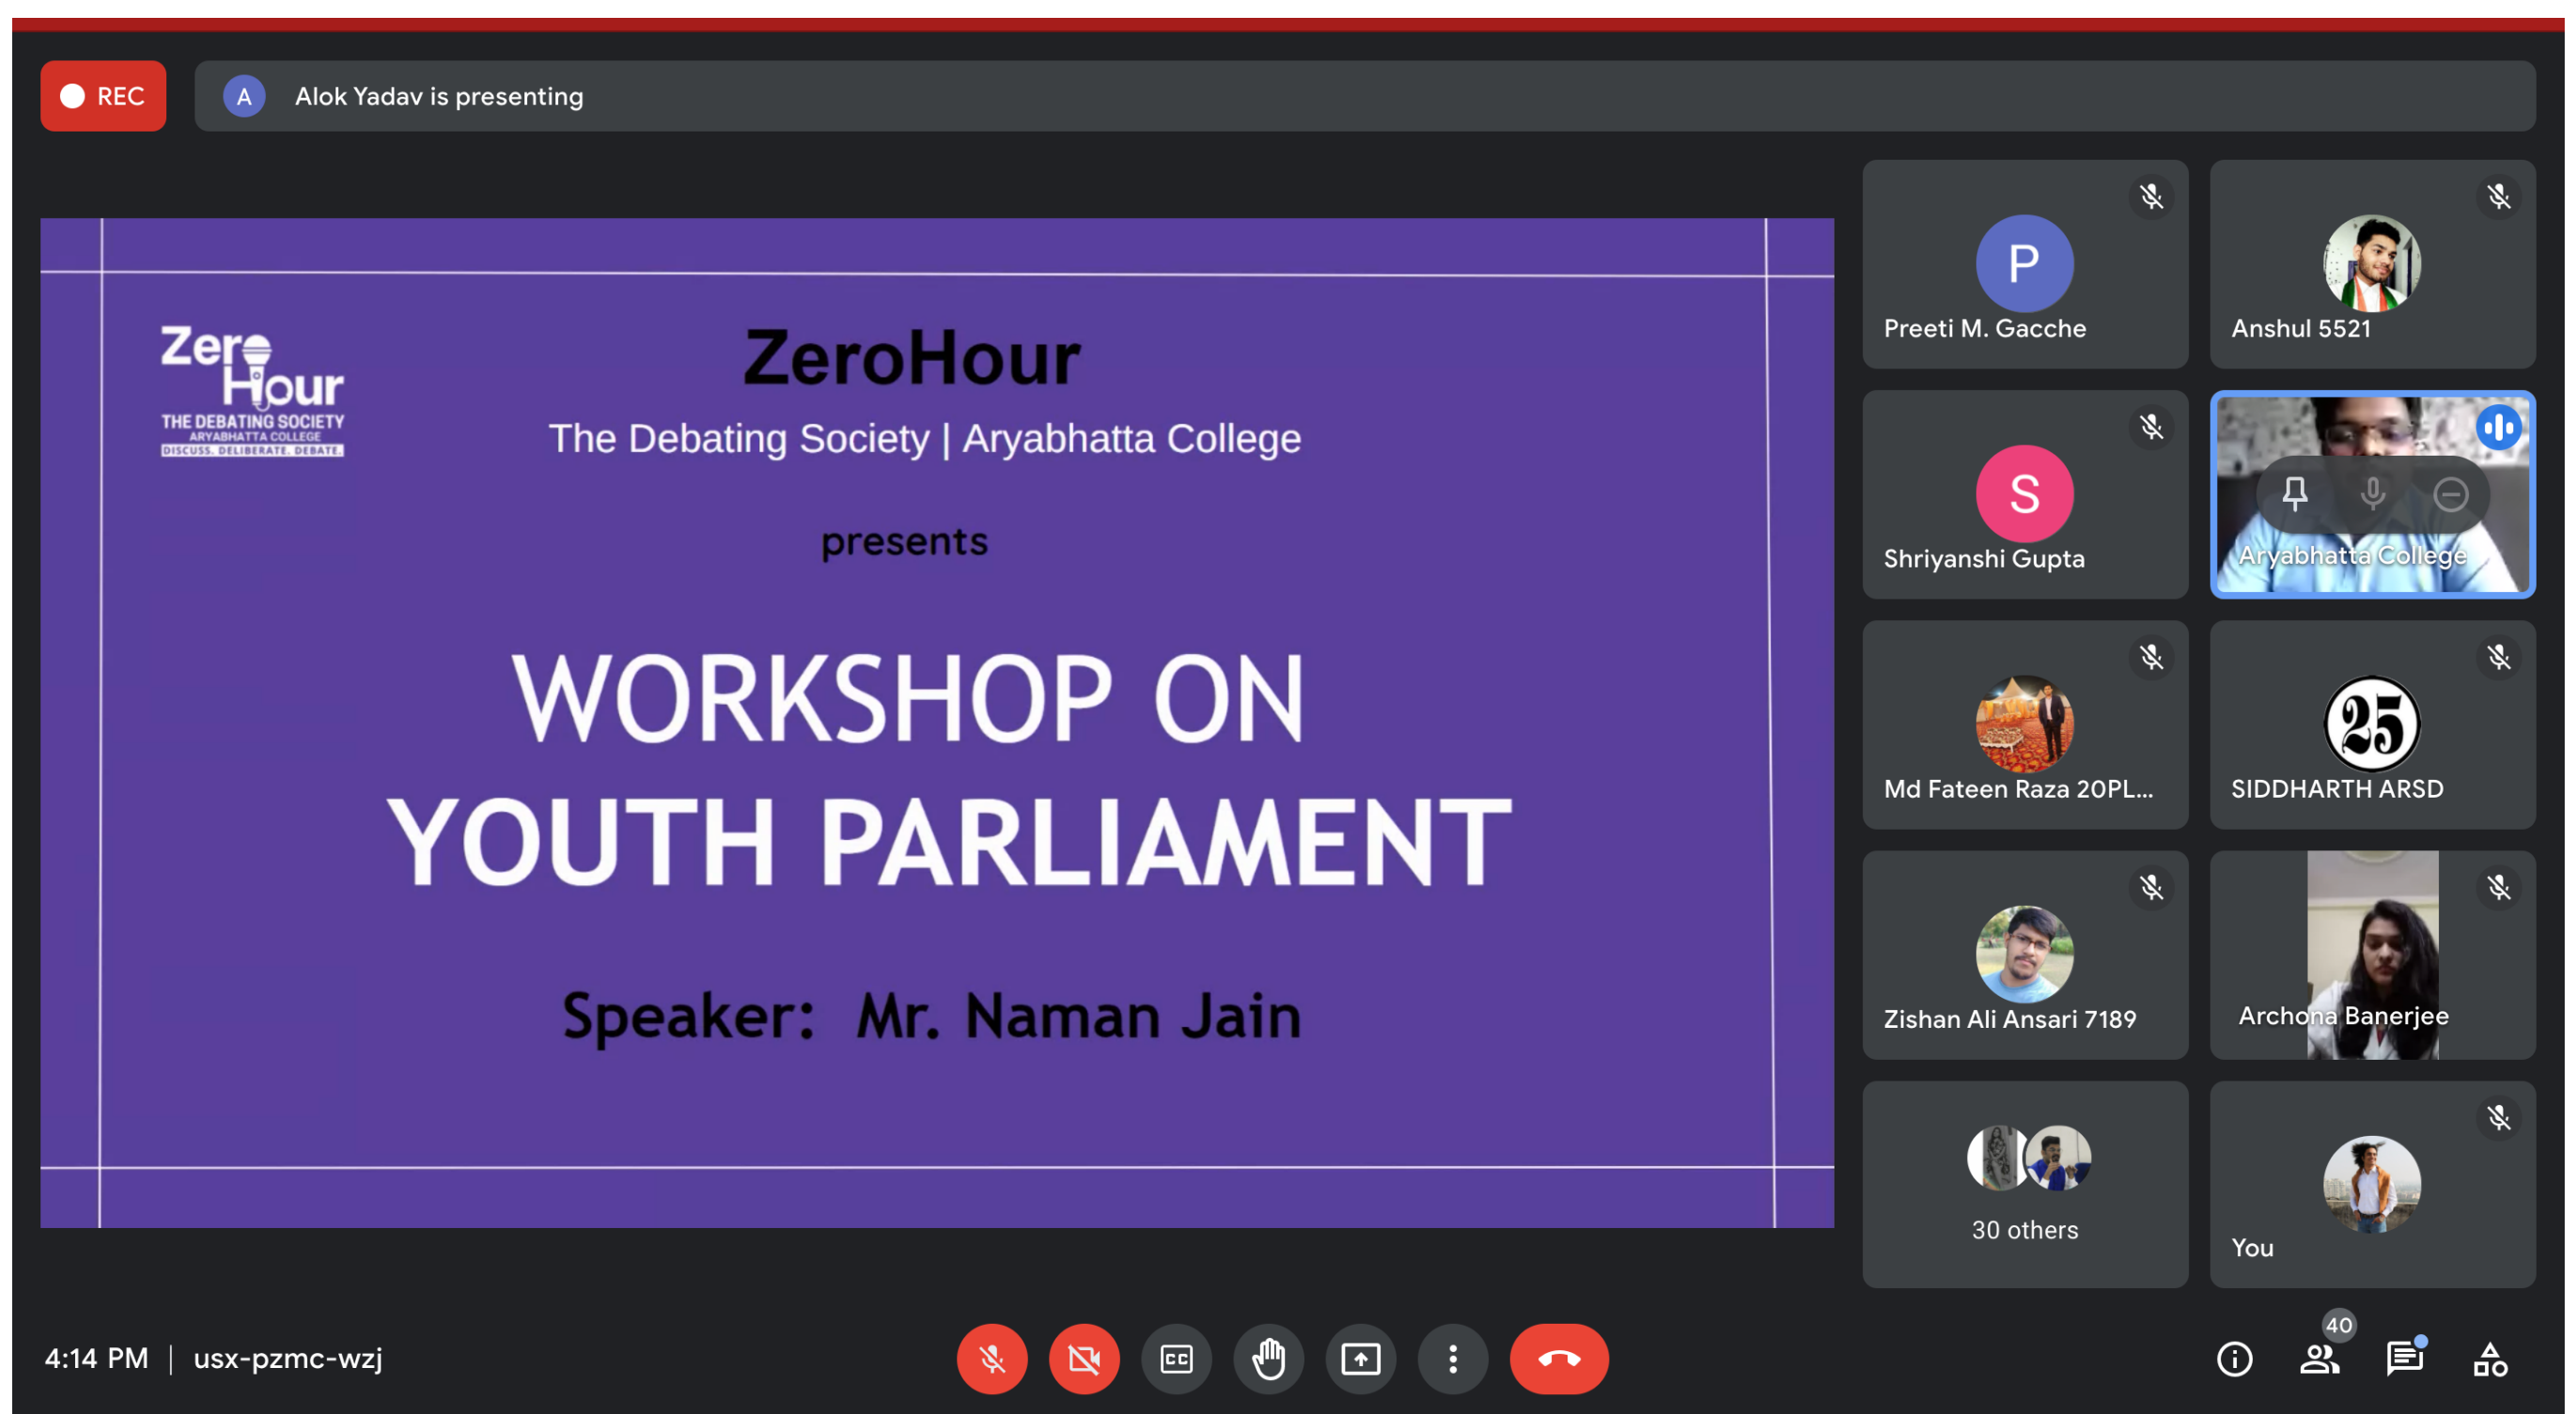 REC
A
Alok Yadav is presenting
Zero
Hour
THE DEBATING SOCIETY
ARYABHATTA COLLEGE
DISCUSS. DELIBERATE. DEBATE.
ZeroHour
The Debating Society | Aryabhatta College
presents
WORKSHOP ON
YOUTH PARLIAMENT
Speaker: Mr. Naman Jain
P
Preeti M. Gacche
Anshul 5521
S
Shriyanshi Gupta
Aryabhatta College
Md Fateen Raza 20PL...
25
SIDDHARTH ARSD
Zishan Ali Ansari 7189
Archona Banerjee
30 others
You
4:14 PM | usx-pzmc-wzj
CC
40